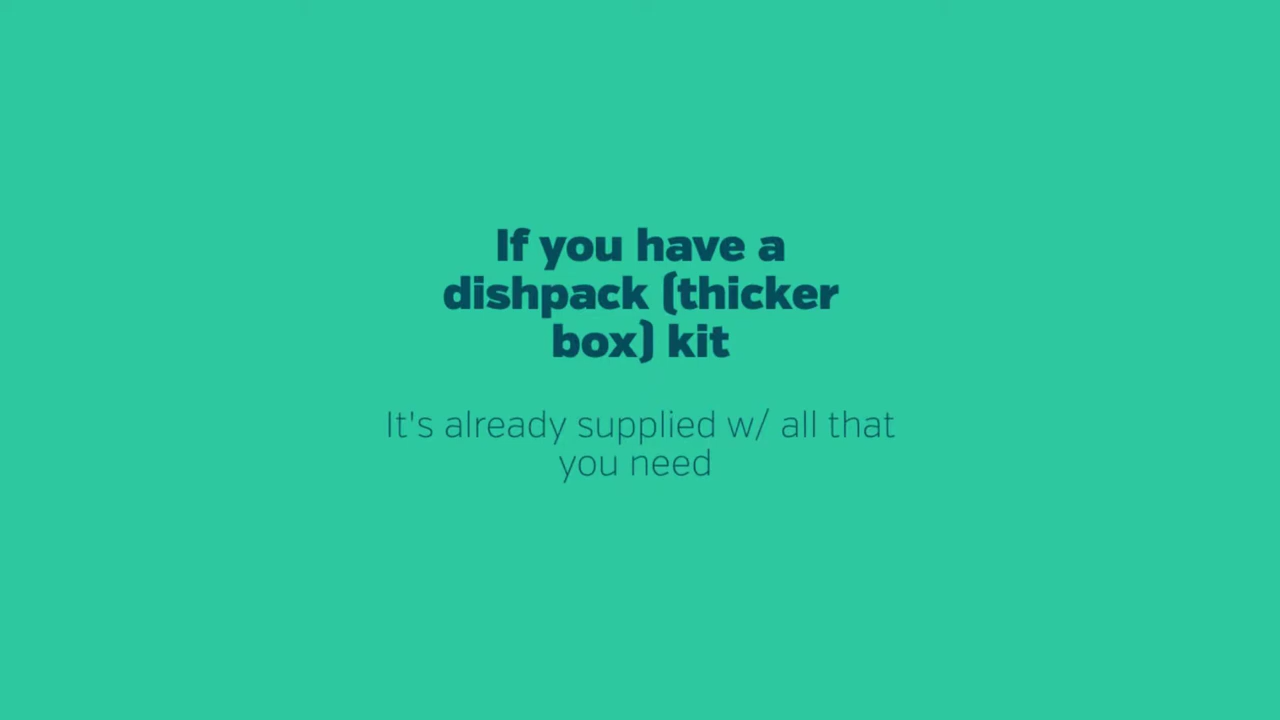 If you have a
dishpack (thicker
box) kit
It's already supplied w/ all that
you need